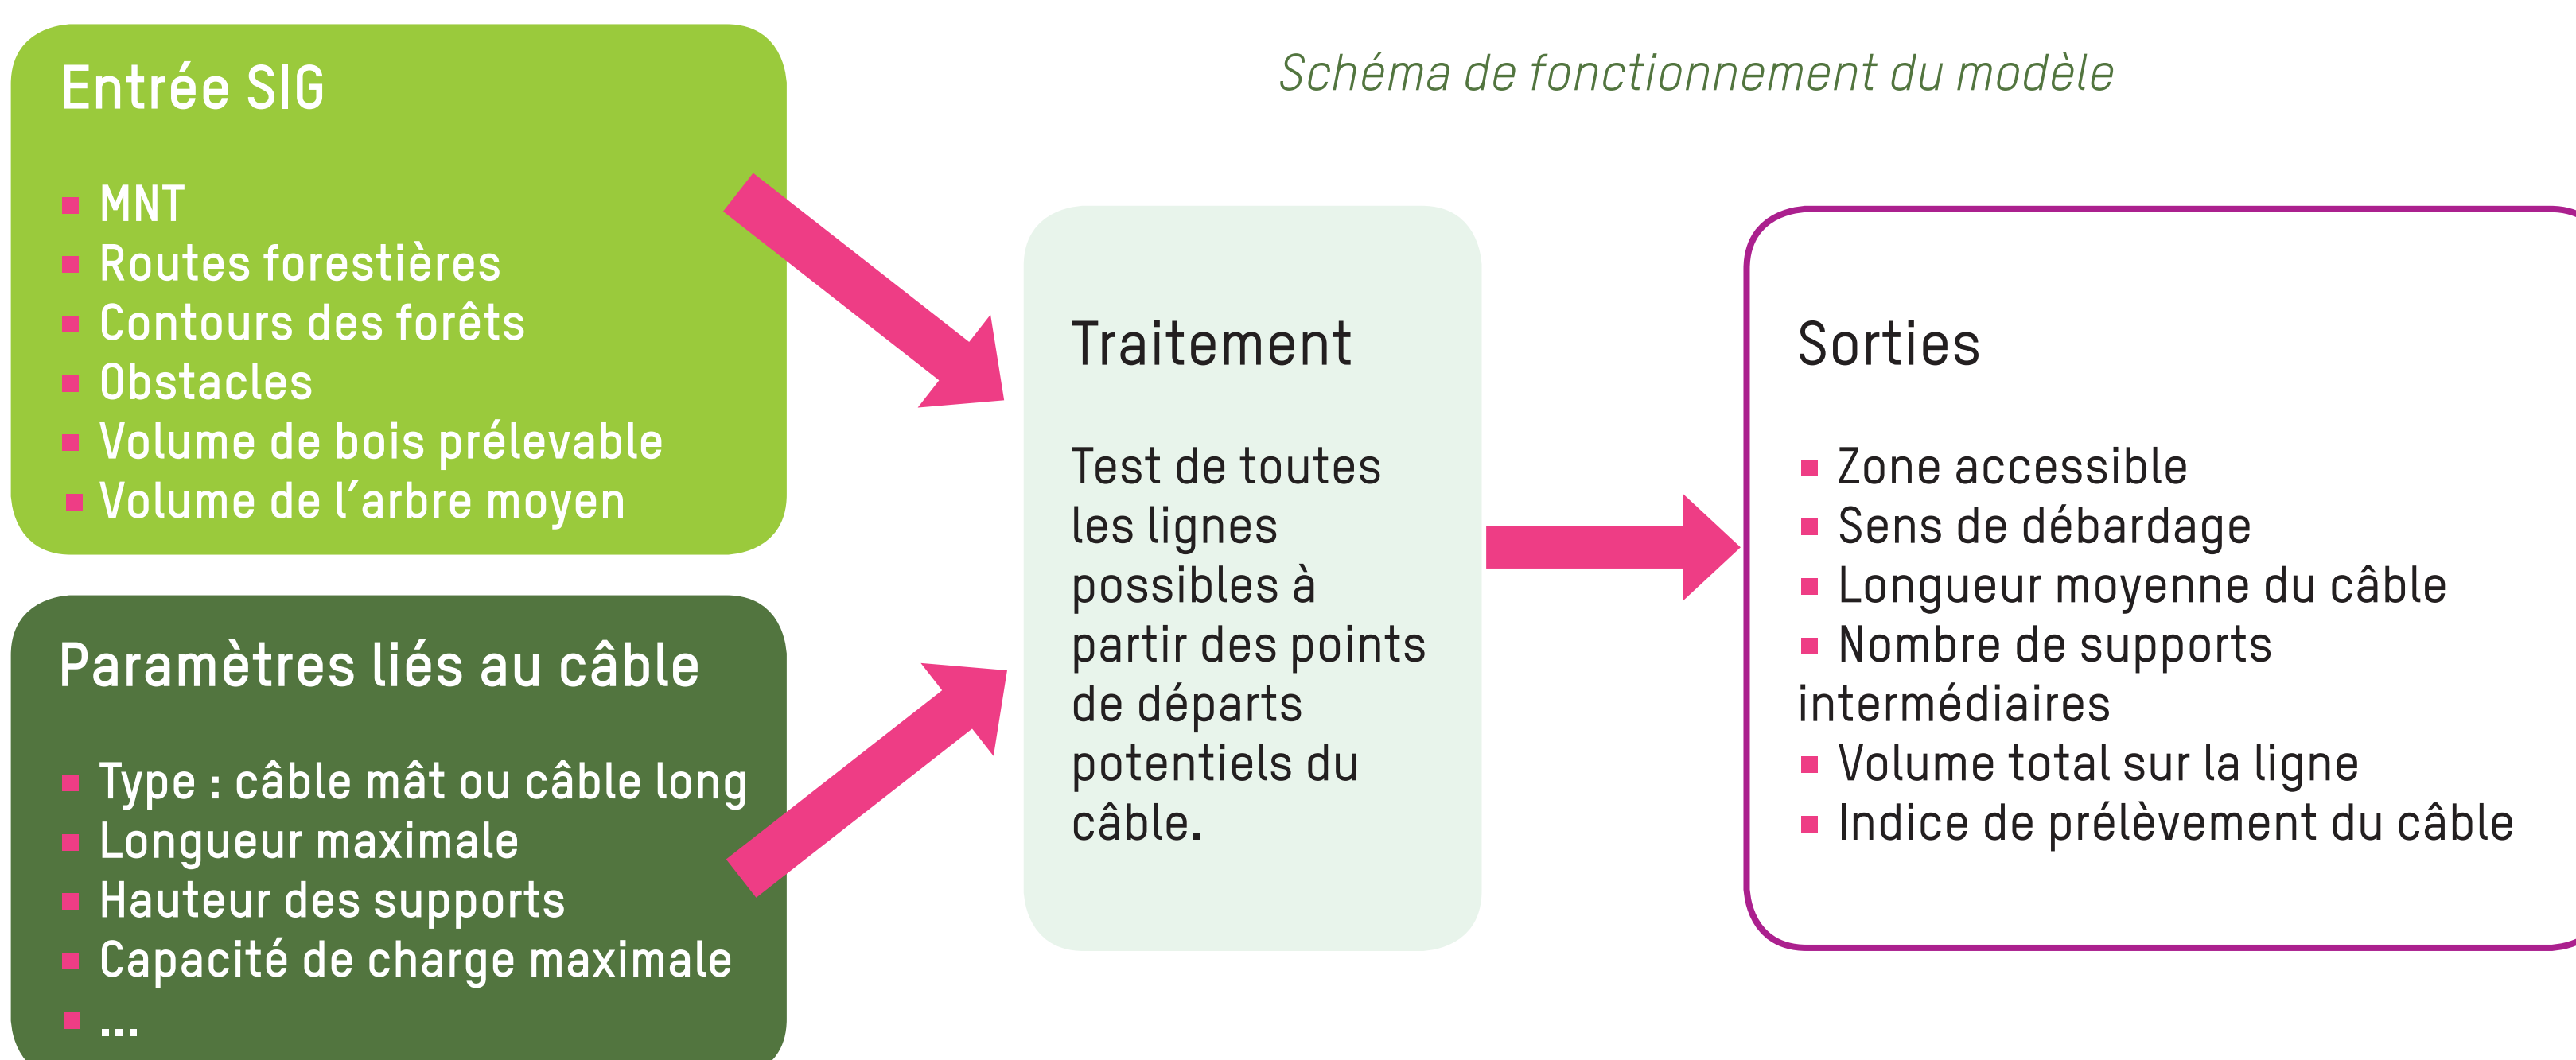 Schéma de fonctionnement du modèle
Entrée SIG
▪ MNT
▪ Routes forestières
▪ Contours des forêts
▪ Obstacles
▪ Volume de bois prélevable
▪ Volume de l'arbre moyen
Paramètres liés au câble
▪ Type : câble mât ou câble long
▪ Longueur maximale
▪ Hauteur des supports
▪ Capacité de charge maximale
▪ ...
Traitement
Test de toutes
les lignes
possibles à
partir des points
de départs
potentiels du
câble.
Sorties
▪ Zone accessible
▪ Sens de débardage
▪ Longueur moyenne du câble
▪ Nombre de supports
intermédiaires
▪ Volume total sur la ligne
▪ Indice de prélèvement du câble